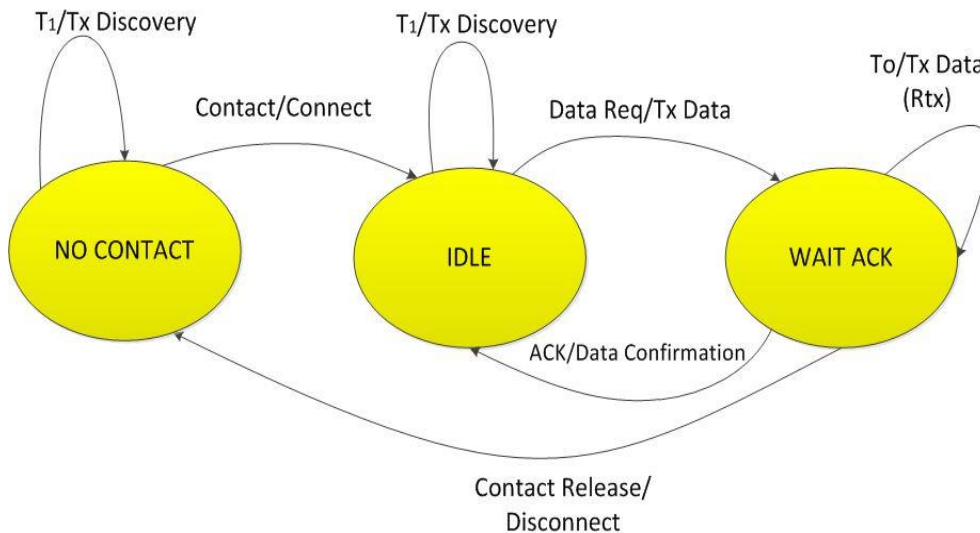 T1/Tx Discovery
T1/Tx Discovery
To/Tx Data
(Rtx)
Contact/Connect
Data Req/Tx Data
NO CONTACT
IDLE
WAIT ACK
ACK/Data Confirmation
Contact Release/
Disconnect